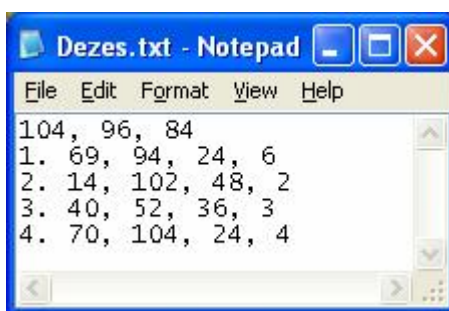 Dezes.txt - Notepad
File Edit Format View Help
104, 96, 84
1. 69, 94, 24, 6
2. 14, 102, 48, 2
3. 40, 52, 36, 3
4. 70, 104, 24, 4